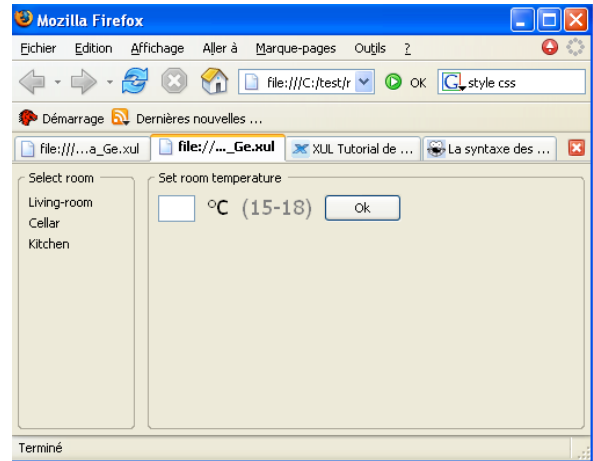 Mozilla Firefox
Fichier Edition Affichage Aller à Marque-pages Outils ?
file:///C:/test/r OK G style css
Démarrage Dernières nouvelles ...
file:///...a_Ge.xul file://..._Ge.xul XUL Tutorial de ... La syntaxe des ...
Select room Set room temperature
Living-room °C (15-18) Ok
Cellar
Kitchen
Terminé